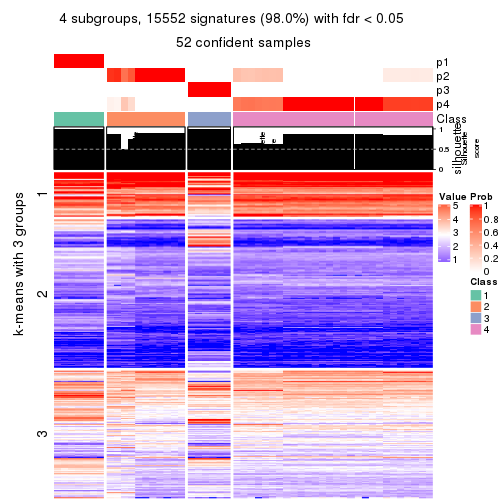 4 subgroups, 15552 signatures (98.0%) with fdr < 0.05
52 confident samples
p1
p2
p3
p4
Class
silhouette
Silhouette
score
1
0.5
0
k-means with 3 groups
1
2
3
Value
5
4
3
2
1
Prob
1
0.8
0.6
0.4
0.2
0
Class
1
2
3
4